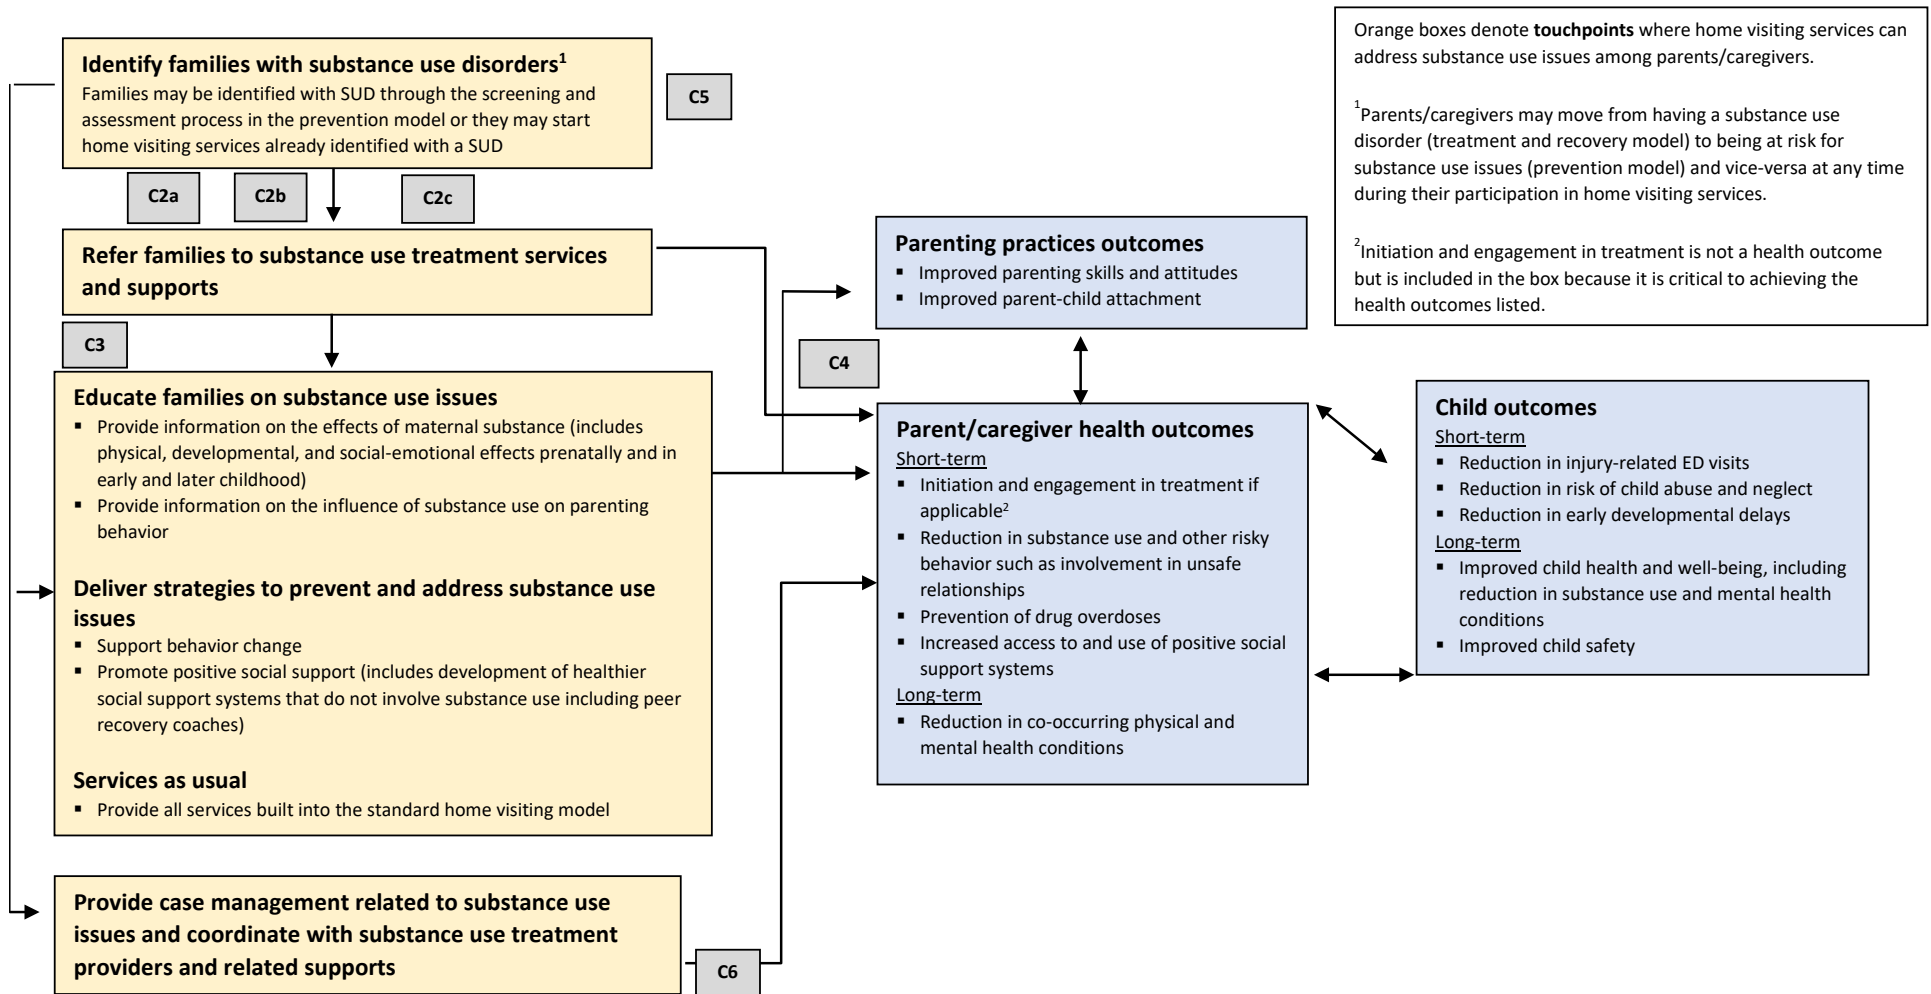 Identify families with substance use disorders1
Families may be identified with SUD through the screening and
assessment process in the prevention model or they may start
home visiting services already identified with a SUD
C5
C2a
C2b
C2c
Refer families to substance use treatment services
and supports
C3
Educate families on substance use issues
▪ Provide information on the effects of maternal substance (includes
physical, developmental, and social-emotional effects prenatally and in
early and later childhood)
▪ Provide information on the influence of substance use on parenting
behavior
Deliver strategies to prevent and address substance use
issues
▪ Support behavior change
▪ Promote positive social support (includes development of healthier
social support systems that do not involve substance use including peer
recovery coaches)
Services as usual
▪ Provide all services built into the standard home visiting model
Provide case management related to substance use
issues and coordinate with substance use treatment
providers and related supports
C6
Parenting practices outcomes
▪ Improved parenting skills and attitudes
▪ Improved parent-child attachment
C4
Parent/caregiver health outcomes
Short-term
▪ Initiation and engagement in treatment if
applicable2
▪ Reduction in substance use and other risky
behavior such as involvement in unsafe
relationships
▪ Prevention of drug overdoses
▪ Increased access to and use of positive social
support systems
Long-term
▪ Reduction in co-occurring physical and
mental health conditions
Orange boxes denote touchpoints where home visiting services can
address substance use issues among parents/caregivers.
1Parents/caregivers may move from having a substance use
disorder (treatment and recovery model) to being at risk for
substance use issues (prevention model) and vice-versa at any time
during their participation in home visiting services.
2Initiation and engagement in treatment is not a health outcome
but is included in the box because it is critical to achieving the
health outcomes listed.
Child outcomes
Short-term
▪ Reduction in injury-related ED visits
▪ Reduction in risk of child abuse and neglect
▪ Reduction in early developmental delays
Long-term
▪ Improved child health and well-being, including
reduction in substance use and mental health
conditions
▪ Improved child safety